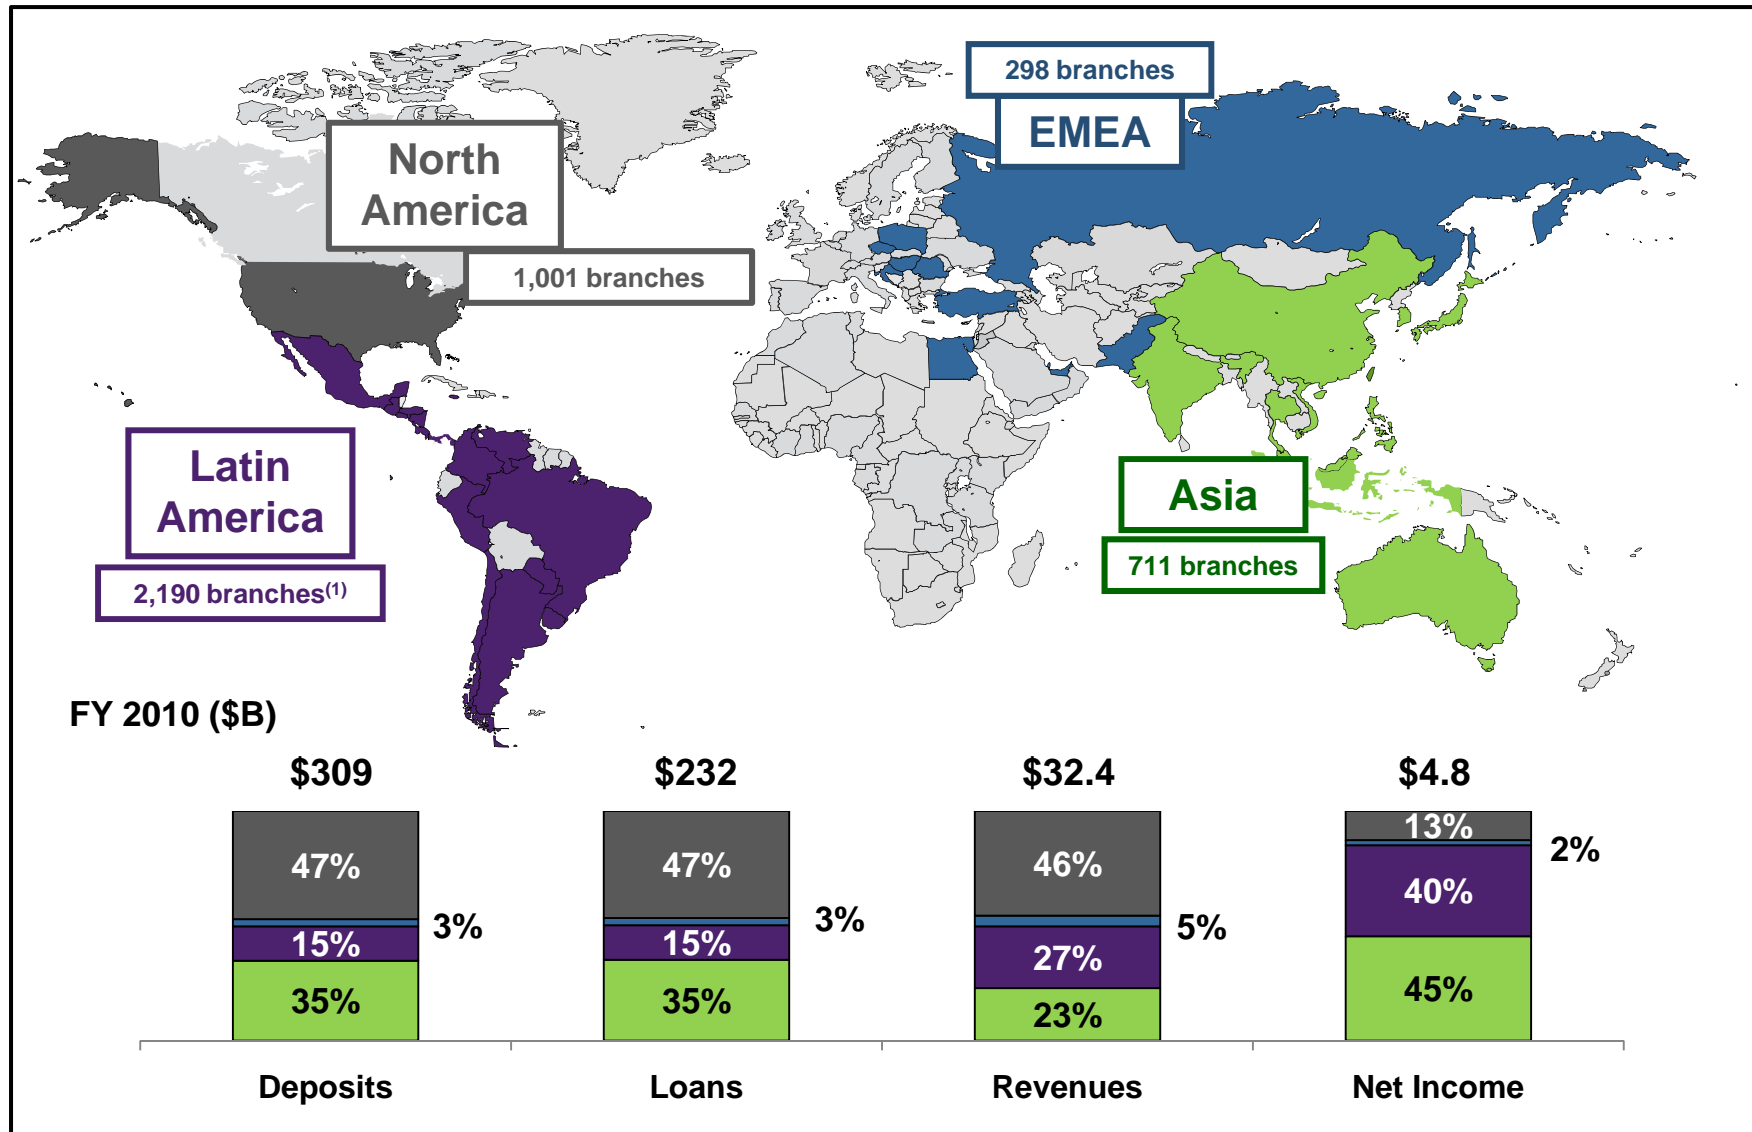 298 branches
EMEA
North
America
1,001 branches
Latin
America
2,190 branches(1)
Asia
711 branches
FY 2010 ($B)
$309
$232
$32.4
$4.8
47%
3%
15%
35%
47%
3%
15%
35%
46%
5%
27%
23%
13%
2%
40%
45%
Deposits
Loans
Revenues
Net Income